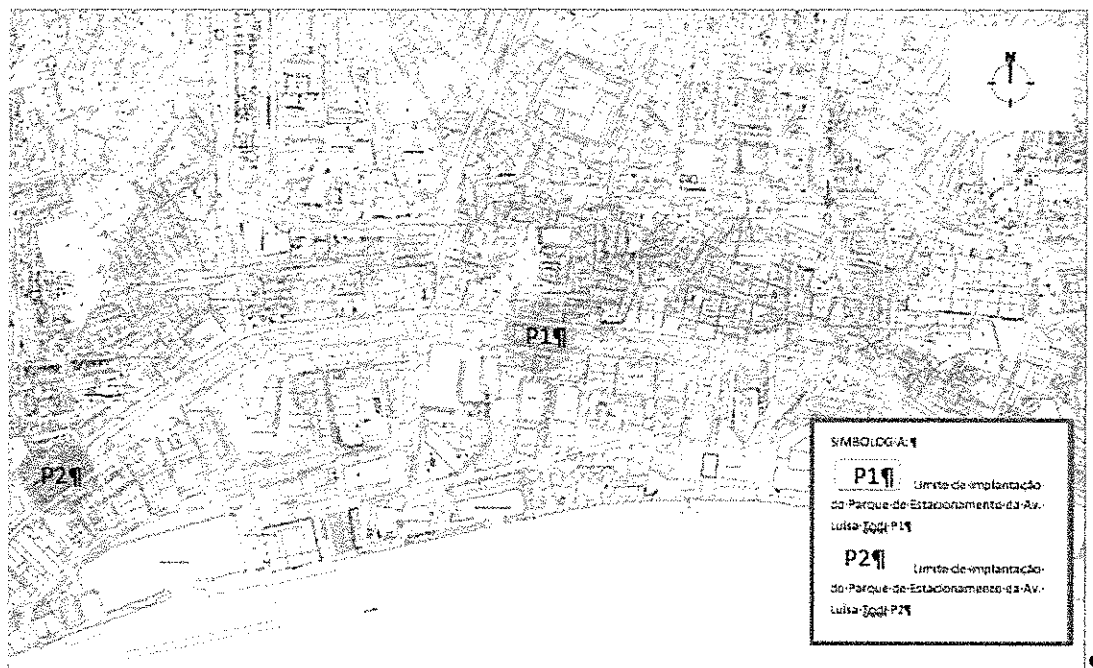 N
P1¶
P2¶
SIMBOLOGIA:¶
P1¶ Limite·de·implantação·
do·Parque·de·Estacionamento·da·Av.·
Luísa·Todi·P1¶
P2¶ Limite·de·implantação·
do·Parque·de·Estacionamento·da·Av.·
Luísa·Todi·P2¶